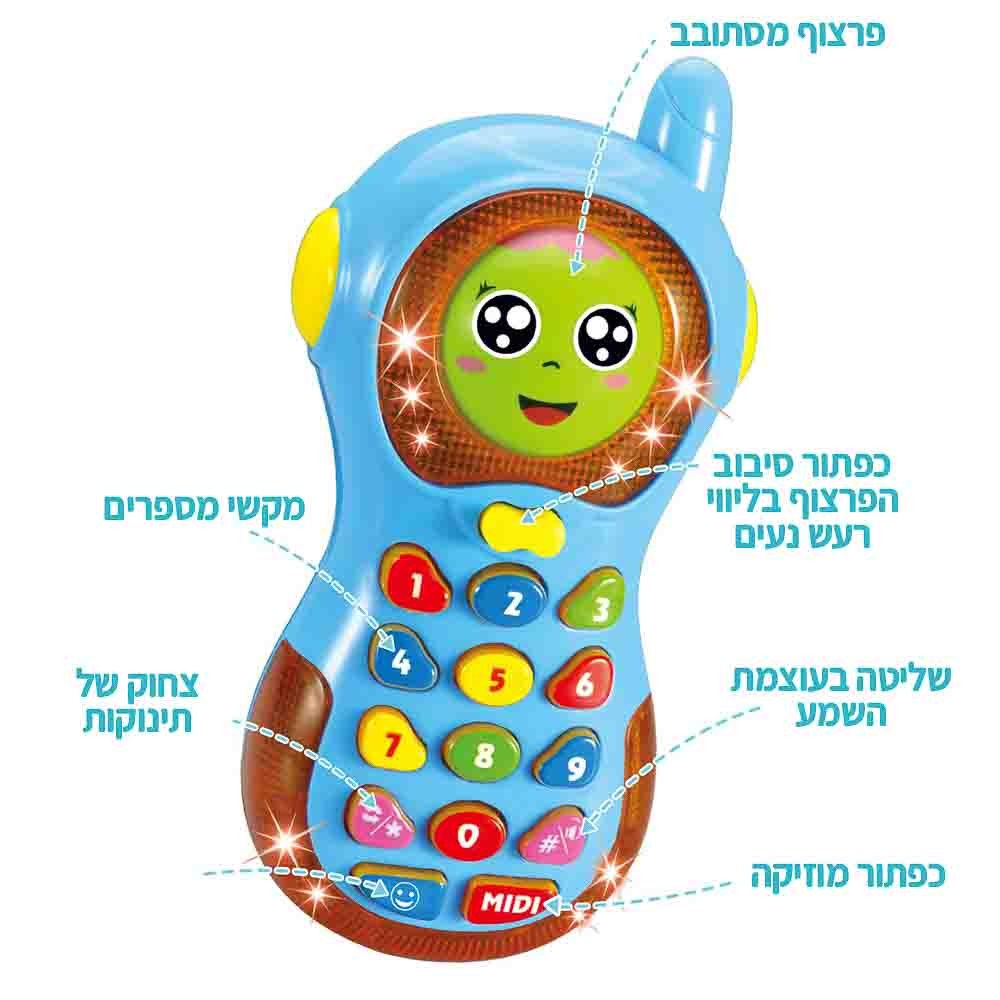 פרצוף מסתובב
כפתור סיבוב
הפרצוף בליווי
רעש נעים
מקשי מספרים
1 2 3
4 5 6
צחוק של
תינוקות
שליטה בעוצמת
השמע
7 8 9
/* 0 #/
כפתור מוזיקה
MIDI